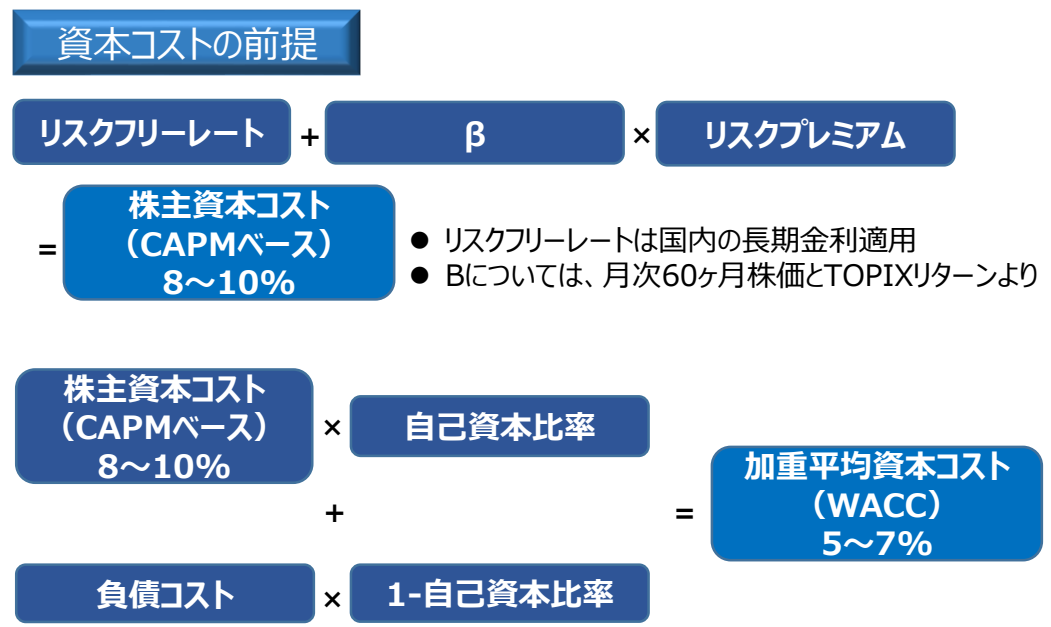 資本コストの前提
リスクフリーレート + β × リスクプレミアム
株主資本コスト
= (CAPMベース)
8～10%
● リスクフリーレートは国内の長期金利適用
● Bについては、月次60ヶ月株価とTOPIXリターンより
株主資本コスト
(CAPMベース) × 自己資本比率
8～10%
+
負債コスト × 1-自己資本比率
=
加重平均資本コスト
(WACC)
5～7%